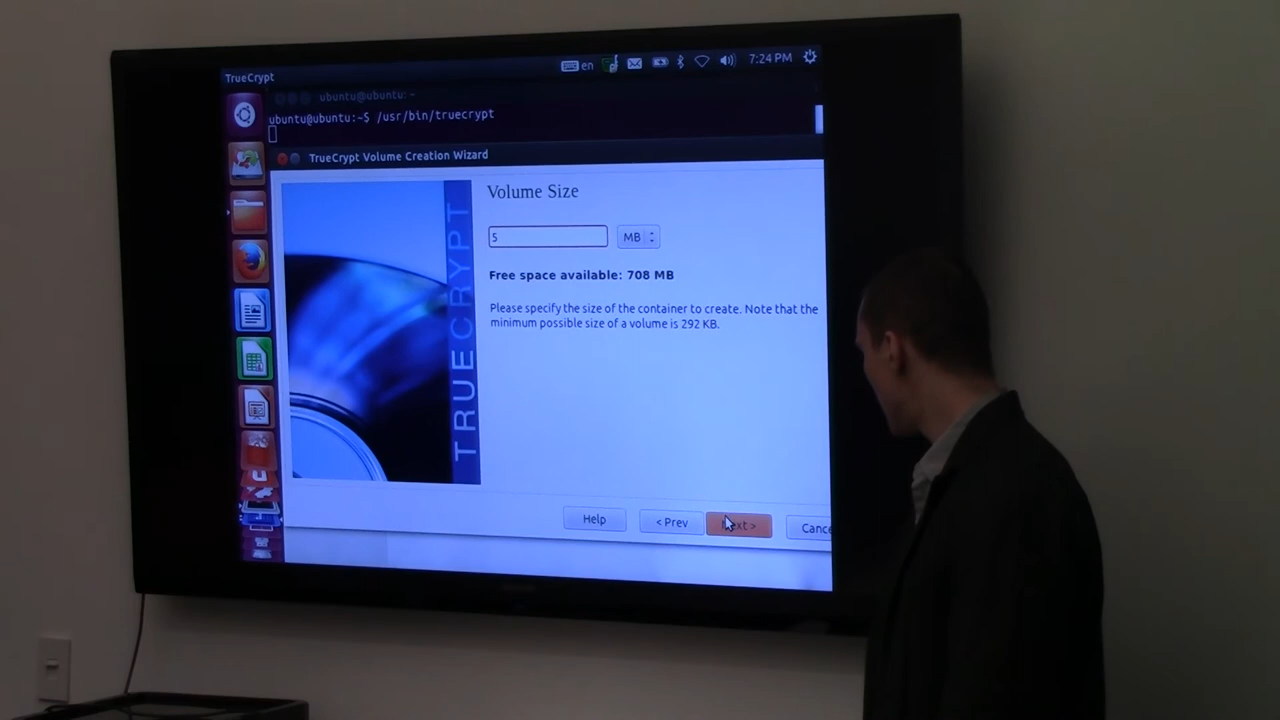 TrueCrypt
en
7:24 PM
ubuntu@ubuntu: ~
ubuntu@ubuntu:~$ /usr/bin/truecrypt
TrueCrypt Volume Creation Wizard
TRUECRYPT
Volume Size
5
MB
Free space available: 708 MB
Please specify the size of the container to create. Note that the
minimum possible size of a volume is 292 KB.
Help
< Prev
Next >
Cance